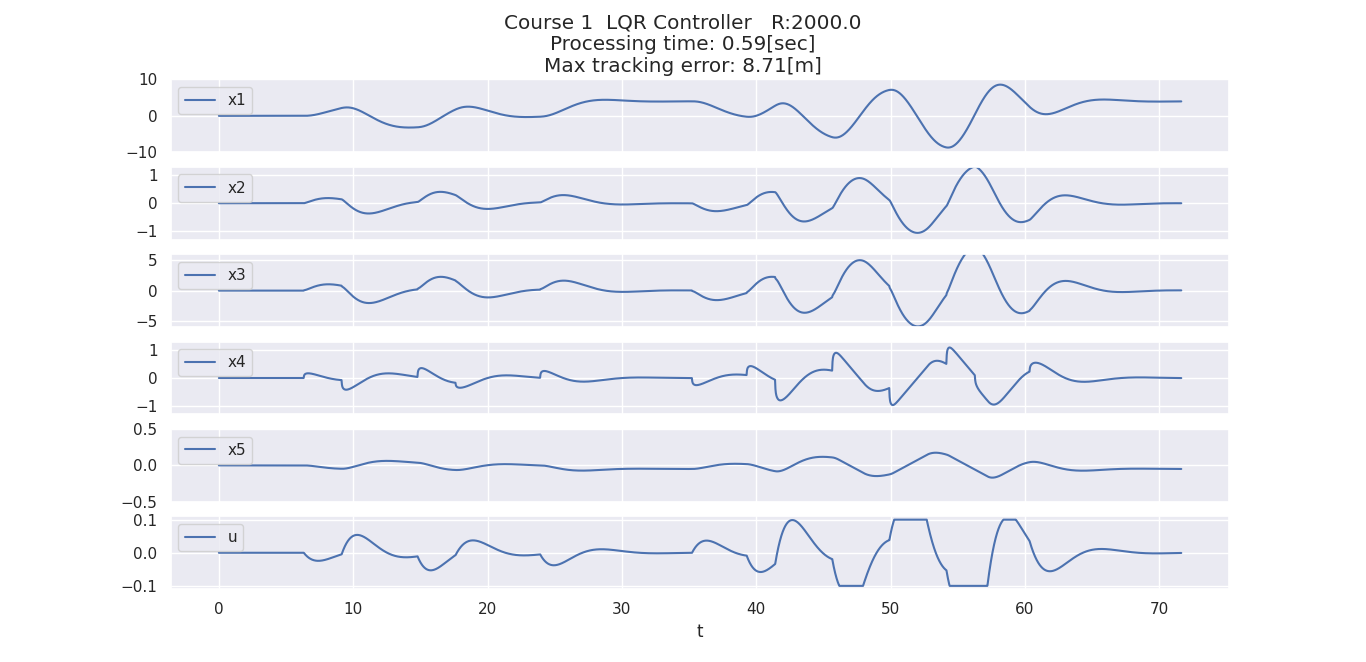 Course 1  LQR Controller   R:2000.0
Processing time: 0.59[sec]
Max tracking error: 8.71[m]
10
0
−10
x1
1
0
−1
x2
5
0
−5
x3
1
0
−1
x4
0.5
0.0
−0.5
x5
0.1
0.0
−0.1
u
0 10 20 30 40 50 60 70
t